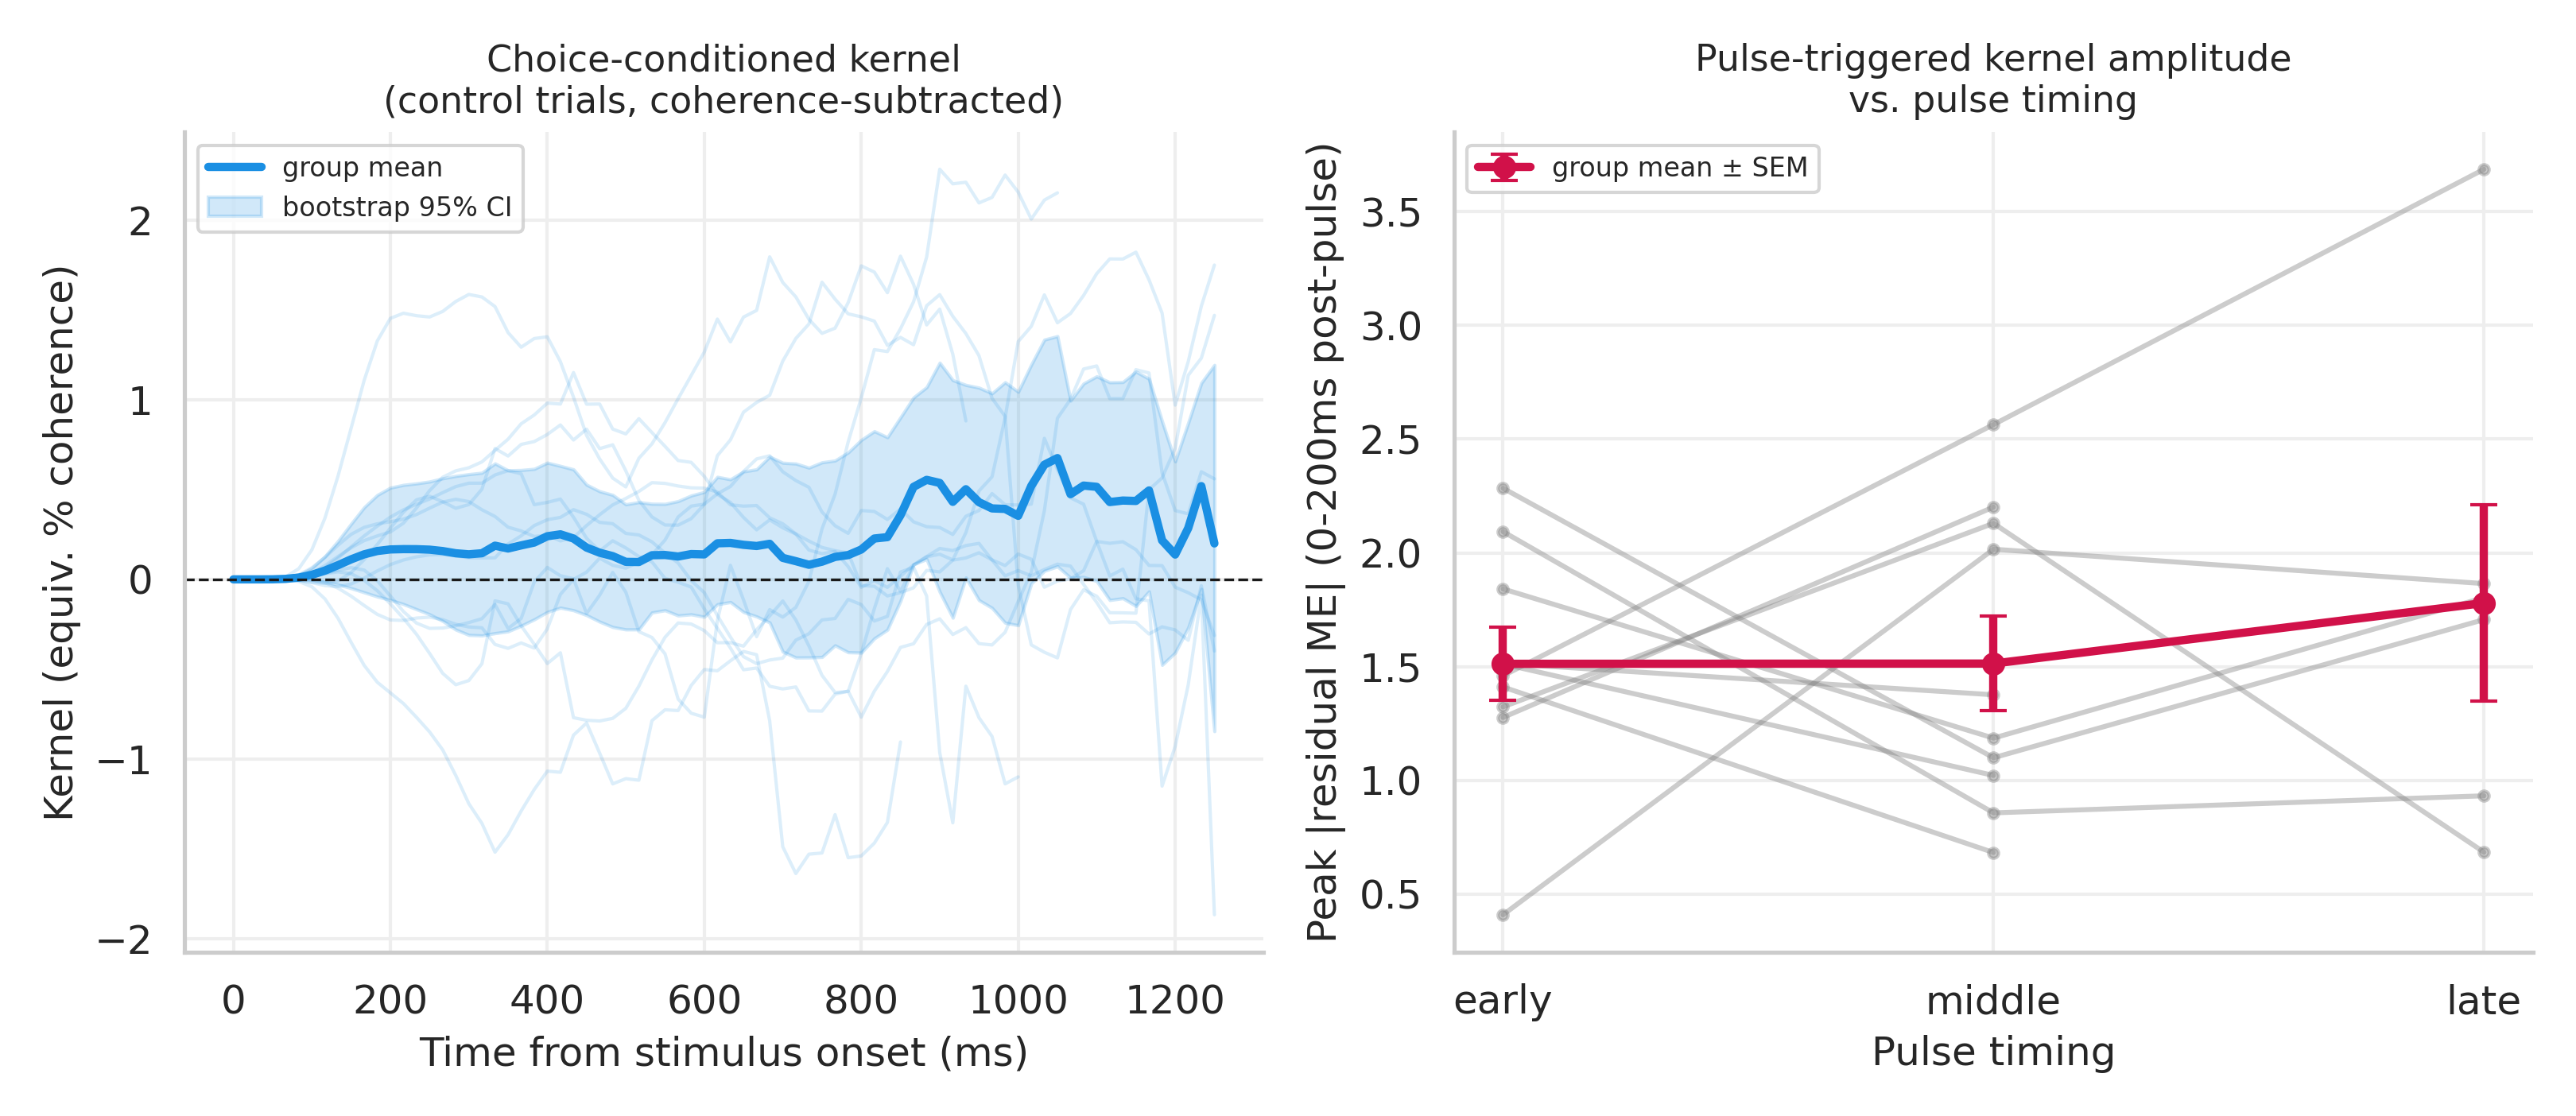 Choice-conditioned kernel
(control trials, coherence-subtracted)
group mean
bootstrap 95% CI
Kernel (equiv. % coherence)
2
1
0
−1
−2
0 200 400 600 800 1000 1200
Time from stimulus onset (ms)
Pulse-triggered kernel amplitude
vs. pulse timing
group mean ± SEM
Peak |residual ME| (0-200ms post-pulse)
3.5
3.0
2.5
2.0
1.5
1.0
0.5
early middle late
Pulse timing